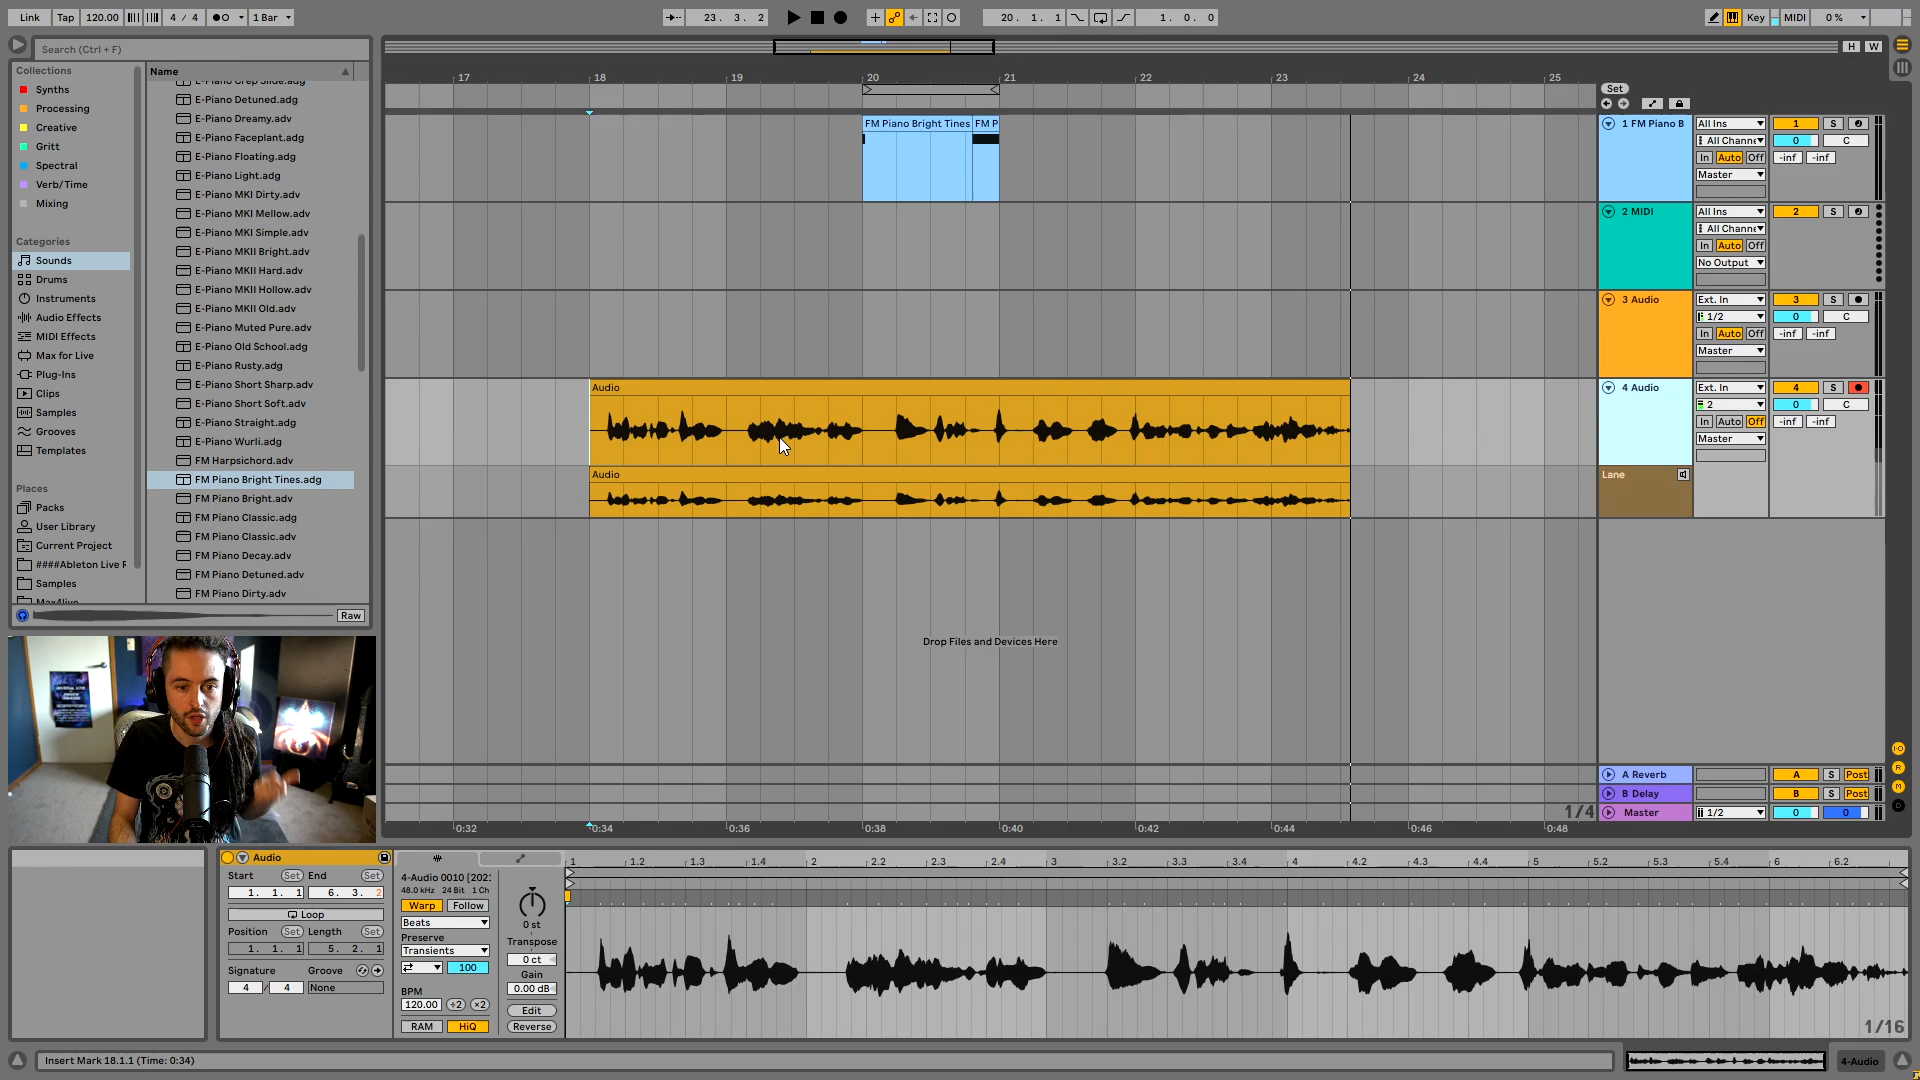 Link Tap 120.00 4 / 4 1 Bar 23. 3. 2 20. 1. 1 1. 0. 0 Key MIDI 0 %
Search (Ctrl + F)
H W
Collections
Name
Synths
Processing
Creative
Gritt
Spectral
Verb/Time
Mixing
Categories
Sounds
Drums
Instruments
Audio Effects
MIDI Effects
Max for Live
Plug-Ins
Clips
Samples
Grooves
Templates
Places
Packs
User Library
Current Project
####Ableton Live F
Samples
Max4live
E-Piano Crep Slide.adg
E-Piano Detuned.adg
E-Piano Dreamy.adv
E-Piano Faceplant.adg
E-Piano Floating.adg
E-Piano Light.adg
E-Piano MKI Dirty.adv
E-Piano MKI Mellow.adv
E-Piano MKI Simple.adv
E-Piano MKII Bright.adv
E-Piano MKII Hard.adv
E-Piano MKII Hollow.adv
E-Piano MKII Old.adv
E-Piano Muted Pure.adv
E-Piano Old School.adg
E-Piano Rusty.adg
E-Piano Short Sharp.adv
E-Piano Short Soft.adv
E-Piano Straight.adv
E-Piano Wurli.adg
FM Harpsichord.adv
FM Piano Bright Tines.adg
FM Piano Bright.adv
FM Piano Classic.adg
FM Piano Classic.adv
FM Piano Decay.adv
FM Piano Detuned.adv
FM Piano Dirty.adv
Raw
17 18 19 20 21 22 23 24 25
Set
FM Piano Bright Tines FM P
1 FM Piano B All Ins 1 S
All Channe 0 C
In Auto Off -inf -inf
Master
2 MIDI All Ins 2 S
All Channe
In Auto Off
No Output
3 Audio Ext. In 3 S
1/2 0 C
In Auto Off -inf -inf
Master
Audio
4 Audio Ext. In 4 S
2 0 C
In Auto Off -inf -inf
Master
Audio
Lane
Drop Files and Devices Here
A Reverb A S Post
B Delay B S Post
1/4 Master 1/2 0 0
0:32 0:34 0:36 0:38 0:40 0:42 0:44 0:46 0:48
I·O
R
M
D
Audio
Start Set End Set
1. 1. 1 6. 3. 2
Loop
Position Set Length Set
1. 1. 1 5. 2. 1
Signature Groove
4 / 4 None
4-Audio 0010 [202:
48.0 kHz 24 Bit 1 Ch
Warp Follow
Beats
Preserve
Transients
100
BPM
120.00 ÷2 ×2
RAM HiQ
0 st
Transpose
0 ct
Gain
0.00 dB
Edit
Reverse
1 1.2 1.3 1.4 2 2.2 2.3 2.4 3 3.2 3.3 3.4 4 4.2 4.3 4.4 5 5.2 5.3 5.4 6 6.2
1/16
Insert Mark 18.1.1 (Time: 0:34)
4-Audio